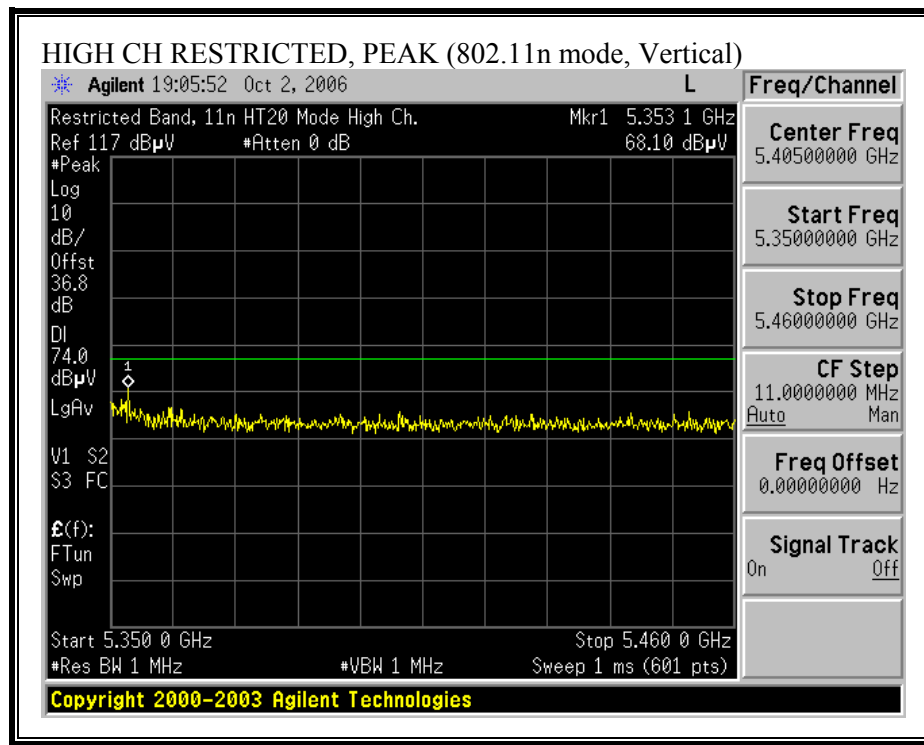 HIGH CH RESTRICTED, PEAK (802.11n mode, Vertical)
Agilent 19:05:52 Oct 2, 2006 L
Freq/Channel
Restricted Band, 11n HT20 Mode High Ch. Mkr1 5.353 1 GHz
Ref 117 dBµV #Atten 0 dB 68.10 dBµV
#Peak
Log
10
dB/
Offst
36.8
dB
DI
74.0
dBµV
LgAv
V1 S2
S3 FC
£(f):
FTun
Swp
1
Start 5.350 0 GHz Stop 5.460 0 GHz
#Res BW 1 MHz #VBW 1 MHz Sweep 1 ms (601 pts)
Center Freq
5.40500000 GHz
Start Freq
5.35000000 GHz
Stop Freq
5.46000000 GHz
CF Step
11.0000000 MHz
Auto Man
Freq Offset
0.00000000 Hz
Signal Track
On Off
Copyright 2000-2003 Agilent Technologies